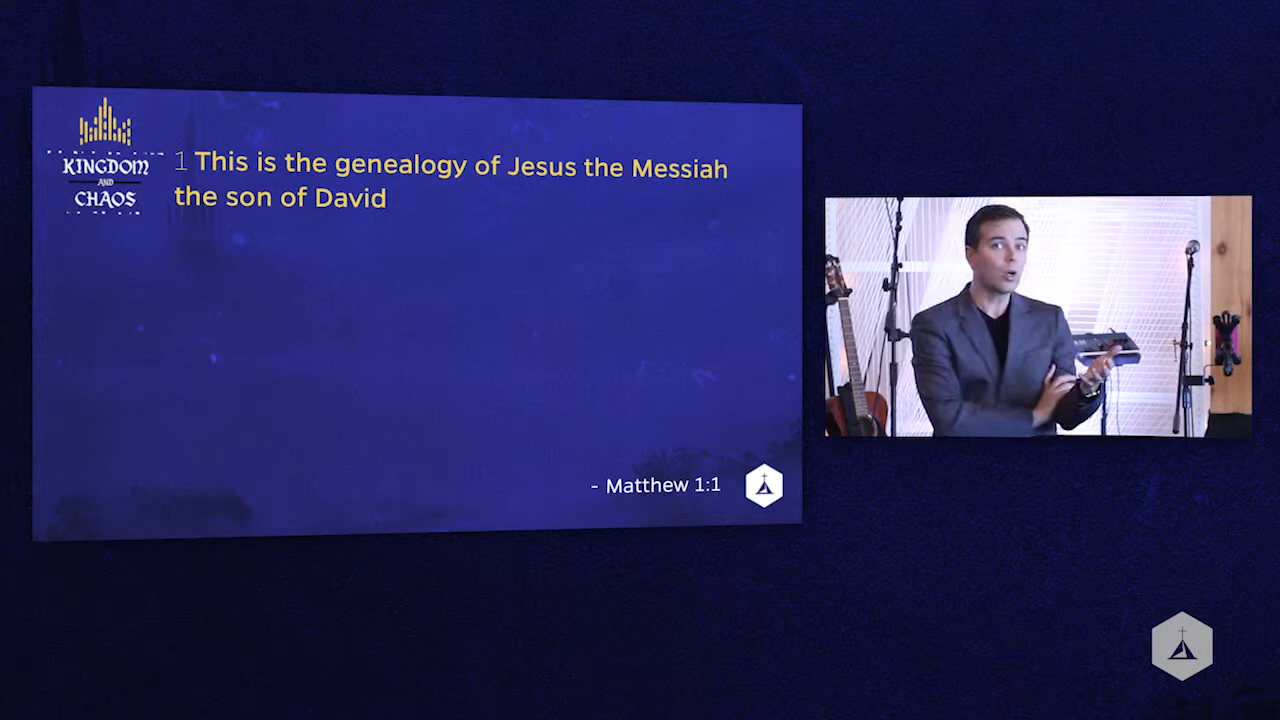 KINGDOM
AND
CHAOS
1 This is the genealogy of Jesus the Messiah
the son of David
- Matthew 1:1